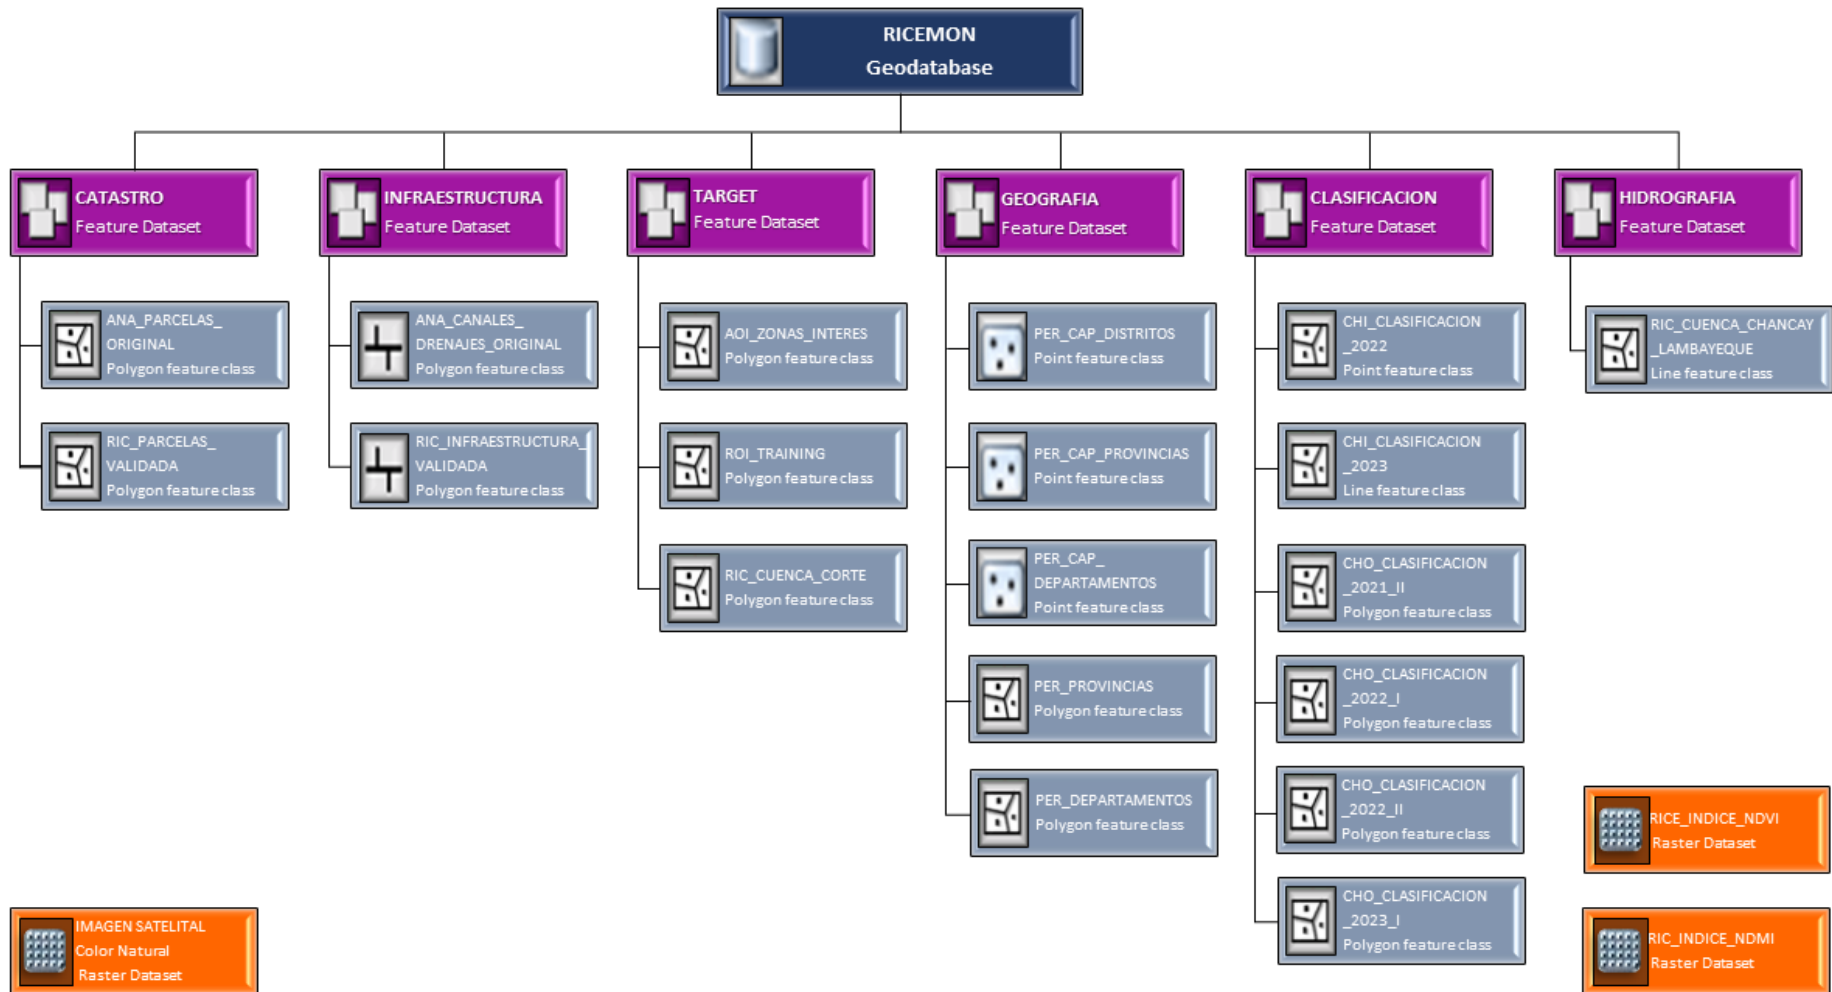 RICEMON
Geodatabase
CATASTRO
Feature Dataset
ANA_PARCELAS_
ORIGINAL
Polygon feature class
RIC_PARCELAS_
VALIDADA
Polygon feature class
INFRAESTRUCTURA
Feature Dataset
ANA_CANALES_
DRENAJES_ORIGINAL
Polygon feature class
RIC_INFRAESTRUCTURA_
VALIDADA
Polygon feature class
TARGET
Feature Dataset
AOI_ZONAS_INTERES
Polygon feature class
ROI_TRAINING
Polygon feature class
RIC_CUENCA_CORTE
Polygon feature class
GEOGRAFIA
Feature Dataset
PER_CAP_DISTRITOS
Point feature class
PER_CAP_PROVINCIAS
Point feature class
PER_CAP_
DEPARTAMENTOS
Point feature class
PER_PROVINCIAS
Polygon feature class
PER_DEPARTAMENTOS
Polygon feature class
CLASIFICACION
Feature Dataset
CHI_CLASIFICACION
_2022
Point feature class
CHI_CLASIFICACION
_2023
Line feature class
CHO_CLASIFICACION
_2021_II
Polygon feature class
CHO_CLASIFICACION
_2022_I
Polygon feature class
CHO_CLASIFICACION
_2022_II
Polygon feature class
CHO_CLASIFICACION
_2023_I
Polygon feature class
HIDROGRAFIA
Feature Dataset
RIC_CUENCA_CHANCAY
_LAMBAYEQUE
Line feature class
IMAGEN SATELITAL
Color Natural
Raster Dataset
RICE_INDICE_NDVI
Raster Dataset
RIC_INDICE_NDMI
Raster Dataset